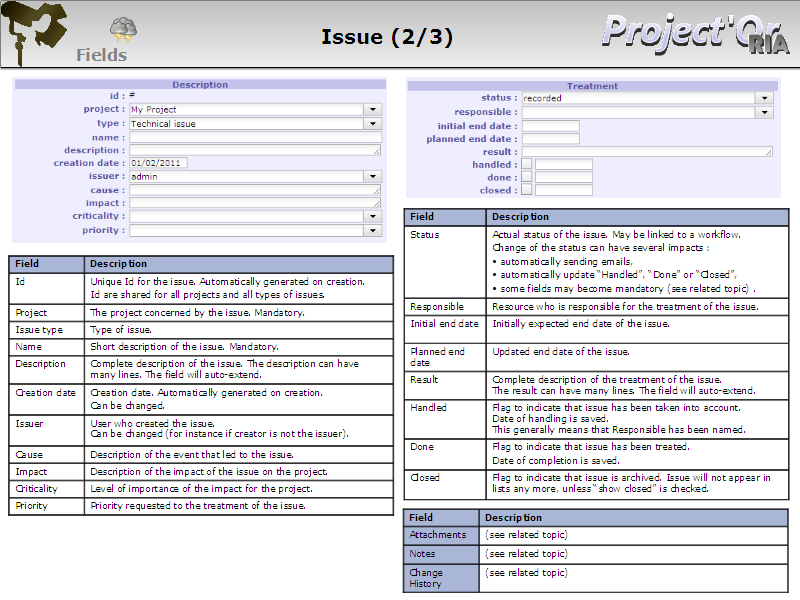 Issue (2/3)
Project'Or
RIA
Fields
Description
id : #
project : My Project
type : Technical issue
name :
description :
creation date : 01/02/2011
issuer : admin
cause :
impact :
criticality :
priority :
Field Description
Id Unique Id for the issue. Automatically generated on creation.
Id are shared for all projects and all types of issues.
Project The project concerned by the issue. Mandatory.
Issue type Type of issue.
Name Short description of the issue. Mandatory.
Description Complete description of the issue. The description can have
many lines. The field will auto-extend.
Creation date Creation date. Automatically generated on creation.
Can be changed.
Issuer User who created the issue.
Can be changed (for instance if creator is not the issuer).
Cause Description of the event that led to the issue.
Impact Description of the impact of the issue on the project.
Criticality Level of importance of the impact for the project.
Priority Priority requested to the treatment of the issue.
Treatment
status : recorded
responsible :
initial end date :
planned end date :
result :
handled :
done :
closed :
Field Description
Status Actual status of the issue. May be linked to a workflow.
Change of the status can have several impacts :
• automatically sending emails,
• automatically update "Handled", "Done" or "Closed",
• some fields may become mandatory (see related topic) .
Responsible Resource who is responsible for the treatment of the issue.
Initial end date Initially expected end date of the issue.
Planned end Updated end date of the issue.
date
Result Complete description of the treatment of the issue.
The result can have many lines. The field will auto-extend.
Handled Flag to indicate that issue has been taken into account.
Date of handling is saved.
This generally means that Responsible has been named.
Done Flag to indicate that issue has been treated.
Date of completion is saved.
Closed Flag to indicate that issue is archived. Issue will not appear in
lists any more, unless "show closed" is checked.
Field Description
Attachments (see related topic)
Notes (see related topic)
Change (see related topic)
History